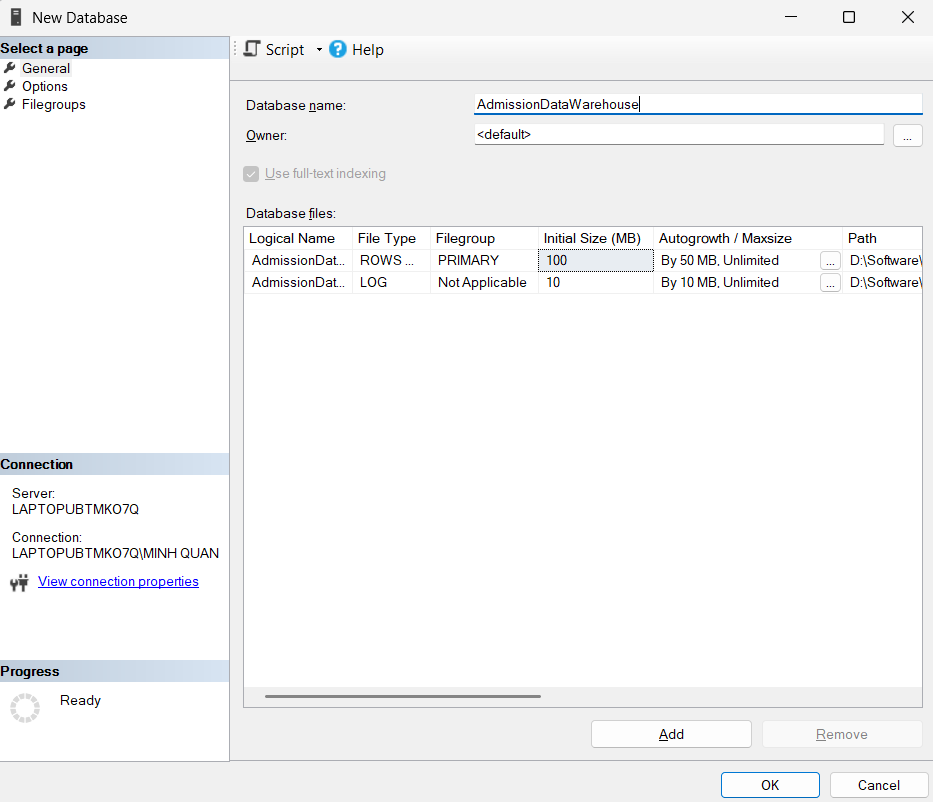 New Database
Select a page
General
Options
Filegroups
Script
Help
Database name: AdmissionDataWarehouse
Owner: <default> ...
Use full-text indexing
Database files:
Logical Name File Type Filegroup Initial Size (MB) Autogrowth / Maxsize Path
AdmissionDat... ROWS ... PRIMARY 100 By 50 MB, Unlimited ... D:\Software\
AdmissionDat... LOG Not Applicable 10 By 10 MB, Unlimited ... D:\Software\
Connection
Server:
LAPTOPUBTMKO7Q
Connection:
LAPTOPUBTMKO7Q\MINH QUAN
View connection properties
Progress
Ready
Add Remove
OK Cancel